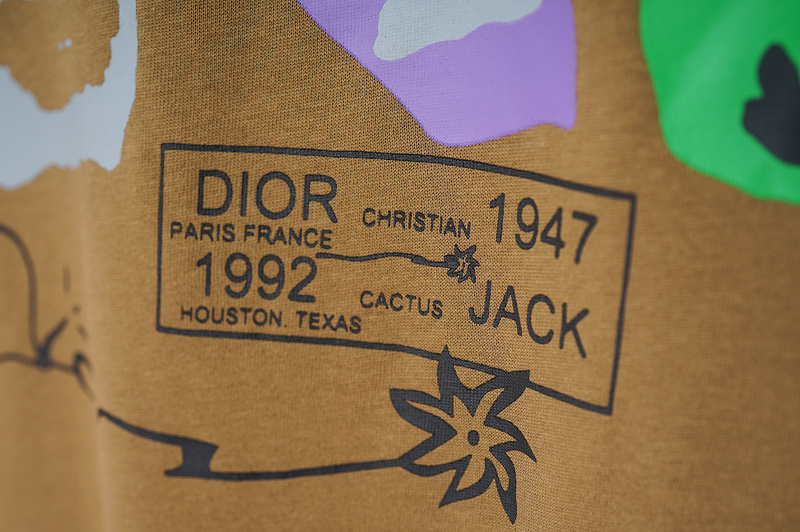 DIOR CHRISTIAN 1947
PARIS FRANCE
1992 CACTUS JACK
HOUSTON. TEXAS